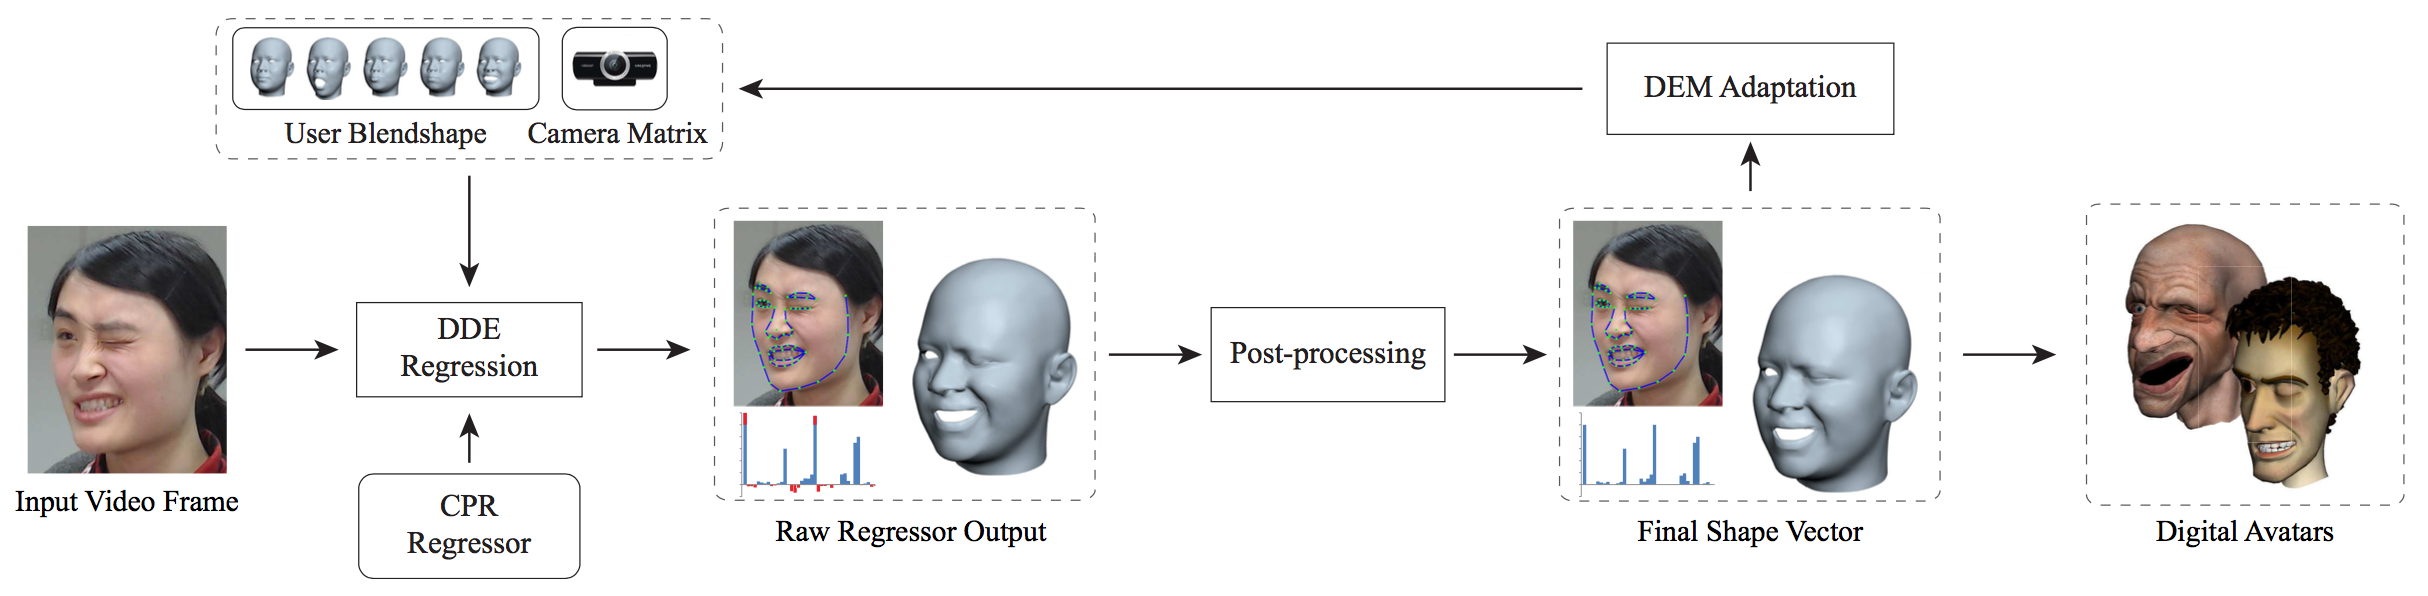 User Blendshape
Camera Matrix
DEM Adaptation
DDE
Regression
Post-processing
CPR
Regressor
Input Video Frame
Raw Regressor Output
Final Shape Vector
Digital Avatars